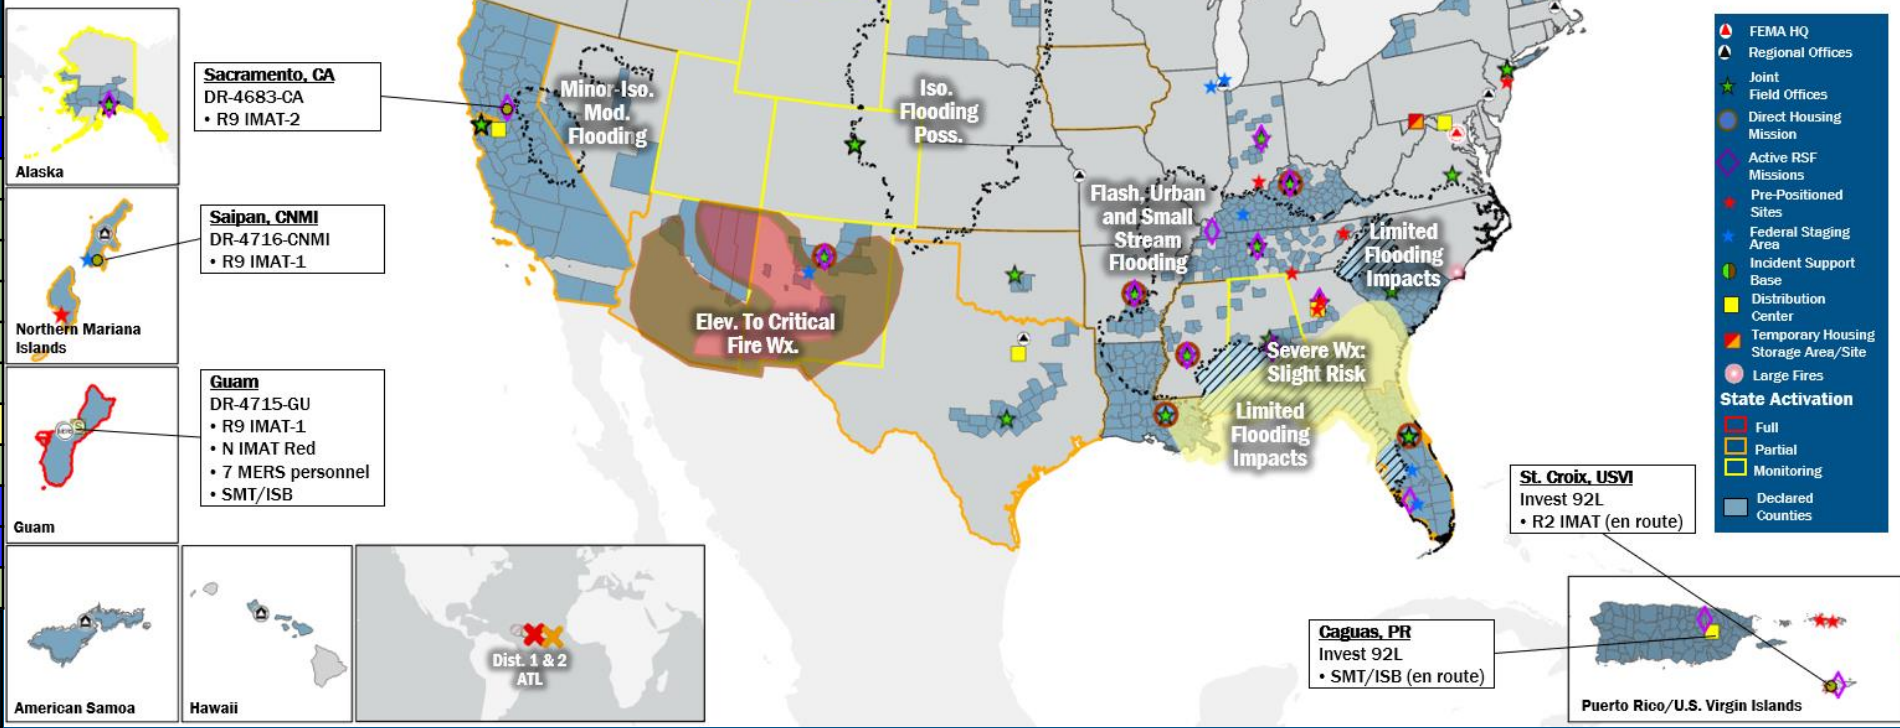 Alaska
Sacramento, CA
DR-4683-CA
• R9 IMAT-2
Northern Mariana
Islands
Saipan, CNMI
DR-4716-CNMI
• R9 IMAT-1
Guam
Guam
DR-4715-GU
• R9 IMAT-1
• N IMAT Red
• 7 MERS personnel
• SMT/ISB
American Samoa
Hawaii
Dist. 1 & 2
ATL
Minor-Iso.
Mod.
Flooding
Iso.
Flooding
Poss.
Flash, Urban
and Small
Stream
Flooding
Limited
Flooding
Impacts
Elev. To Critical
Fire Wx.
Severe Wx:
Slight Risk
Limited
Flooding
Impacts
St. Croix, USVI
Invest 92L
• R2 IMAT (en route)
Caguas, PR
Invest 92L
• SMT/ISB (en route)
Puerto Rico/U.S. Virgin Islands
FEMA HQ
Regional Offices
Joint
Field Offices
Direct Housing
Mission
Active RSF
Missions
Pre-Positioned
Sites
Federal Staging
Area
Incident Support
Base
Distribution
Center
Temporary Housing
Storage Area/Site
Large Fires
State Activation
Full
Partial
Monitoring
Declared
Counties